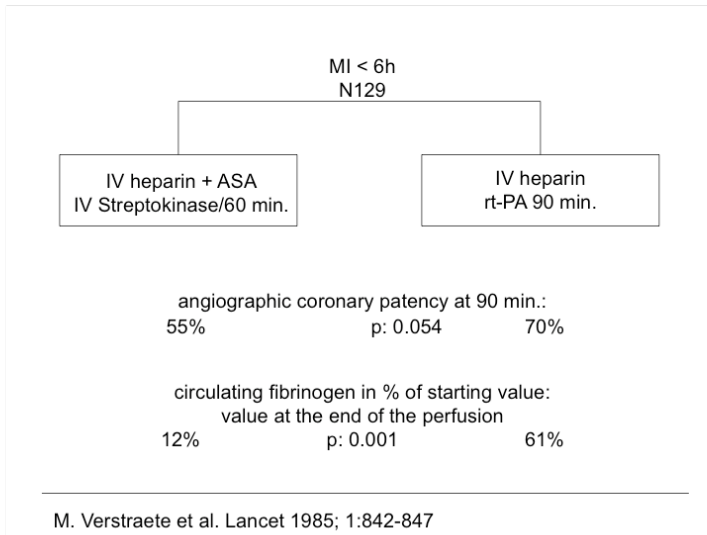 MI < 6h
N129
IV heparin + ASA
IV Streptokinase/60 min.
IV heparin
rt-PA 90 min.
angiographic coronary patency at 90 min.:
55% p: 0.054 70%
circulating fibrinogen in % of starting value:
value at the end of the perfusion
12% p: 0.001 61%
M. Verstraete et al. Lancet 1985; 1:842-847